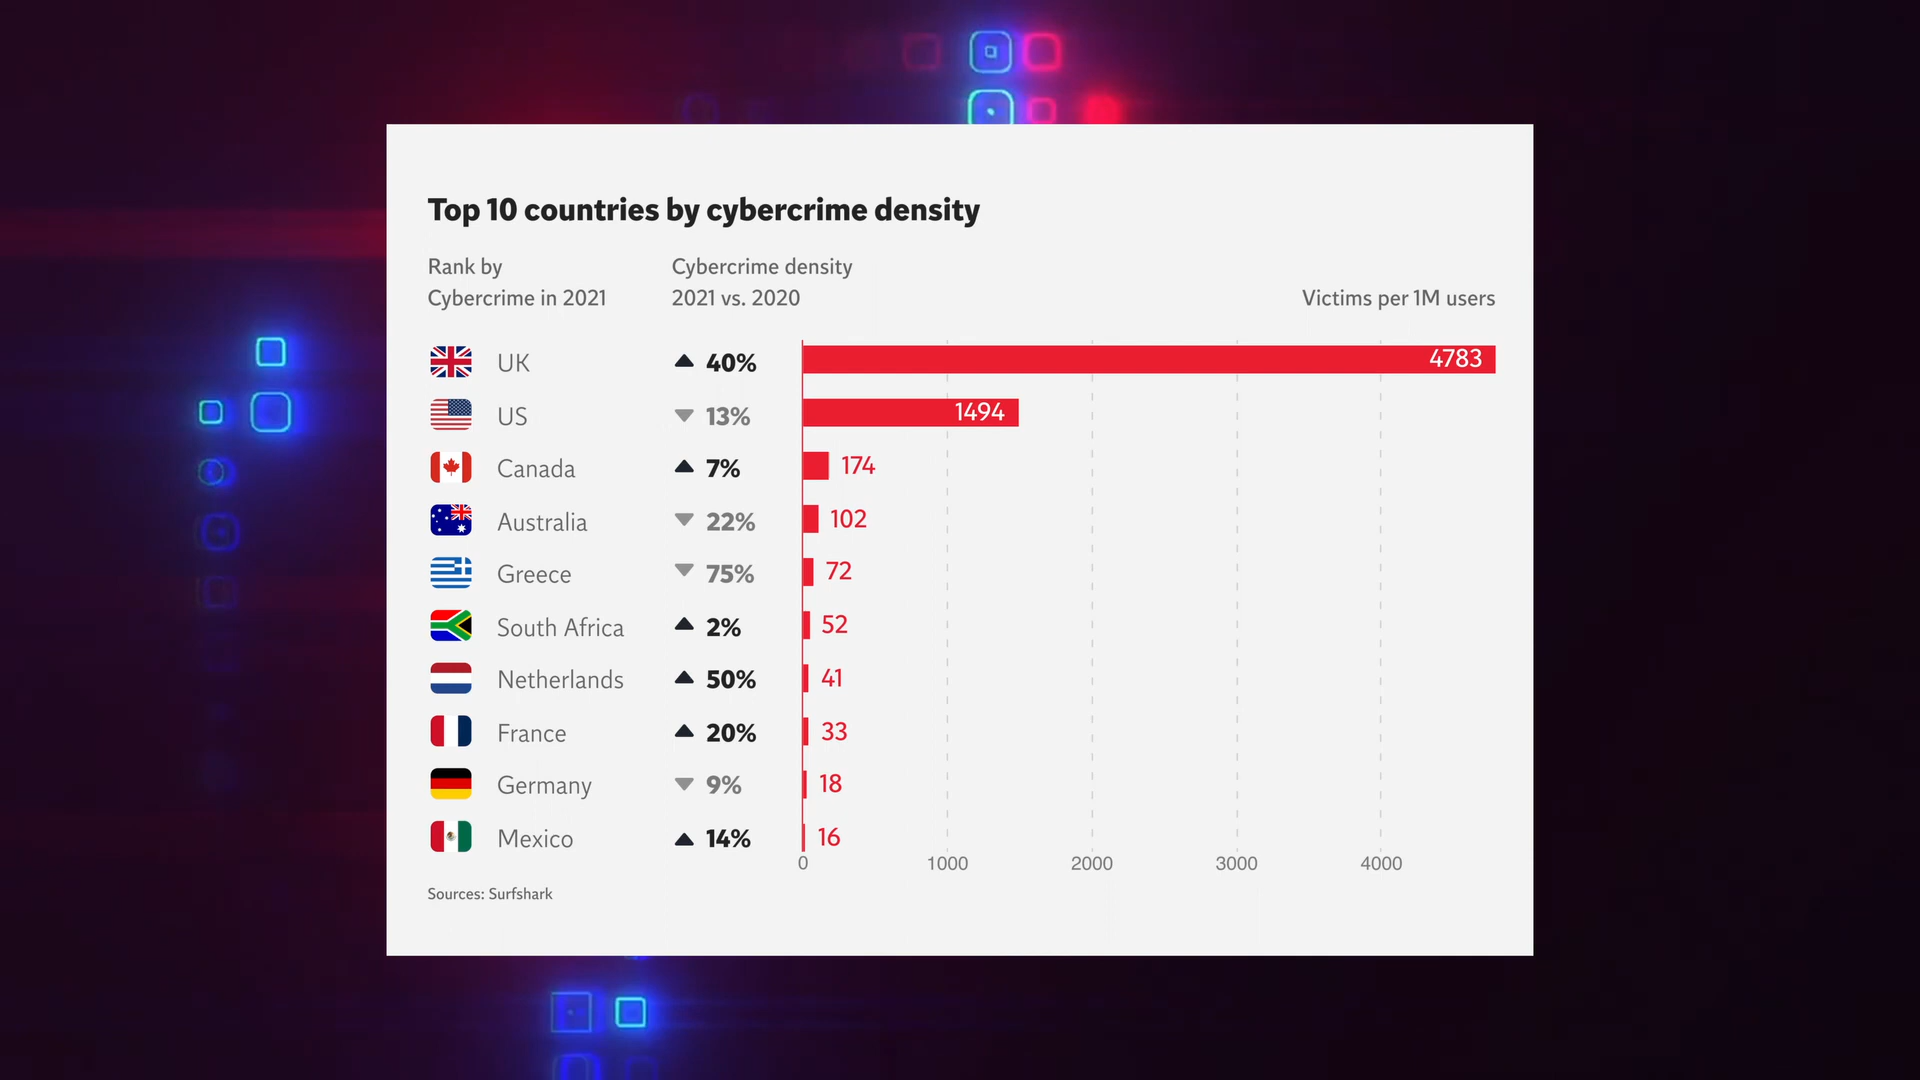 Top 10 countries by cybercrime density
Rank by
Cybercrime in 2021
Cybercrime density
2021 vs. 2020
Victims per 1M users
UK ▲ 40% 4783
US ▼ 13% 1494
Canada ▲ 7% 174
Australia ▼ 22% 102
Greece ▼ 75% 72
South Africa ▲ 2% 52
Netherlands ▲ 50% 41
France ▲ 20% 33
Germany ▼ 9% 18
Mexico ▲ 14% 16
0 1000 2000 3000 4000
Sources: Surfshark